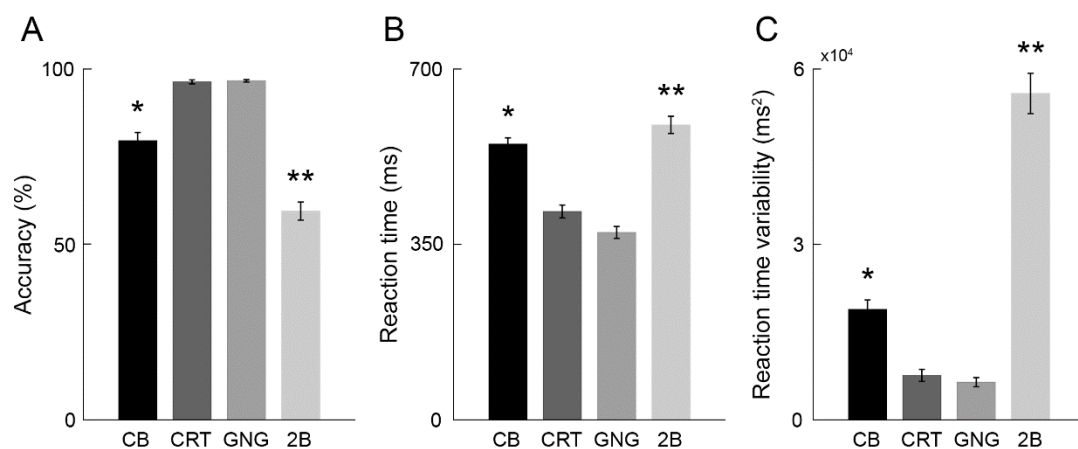 A
Accuracy (%)
100
50
0
*
**
CB CRT GNG 2B
B
Reaction time (ms)
700
350
0
*
**
CB CRT GNG 2B
C
Reaction time variability (ms²)
x10⁴
6
3
0
*
**
CB CRT GNG 2B